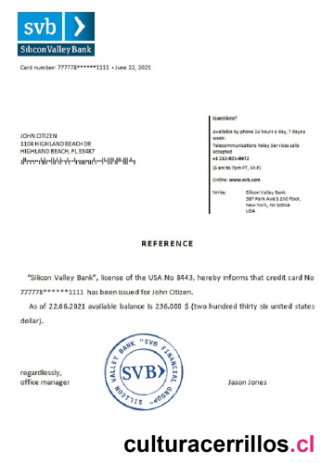 svb
Silicon Valley Bank
Card number: 777778******1111 • June 22, 2021
Questions?
Available by phone 24 hours a day, 7 days a
week:
Telecommunications Relay Services calls
accepted
(6 am to 7pm PT, M-F)
Online: www.svb.com
Write: Silicon Valley Bank
387 Park Ave S 2nd floor,
New York, NY
USA
JOHN CITIZEN
1104 HIGHLAND BEACH DR
HIGHLAND BEACH, FL 33487
REFERENCE
"Silicon Valley Bank", license of the USA No 8443, hereby informs that credit card No
777778******1111 has been issued for John Citizen.
As of 22.06.2021 available balance is 236.000 $ (two hundred thirty six united states
dollar).
regardlessly,
office manager
SILICON VALLEY BANK "SVB FINANCIAL GROUP"
SVB
Jason Jones
culturacerrillos.cl